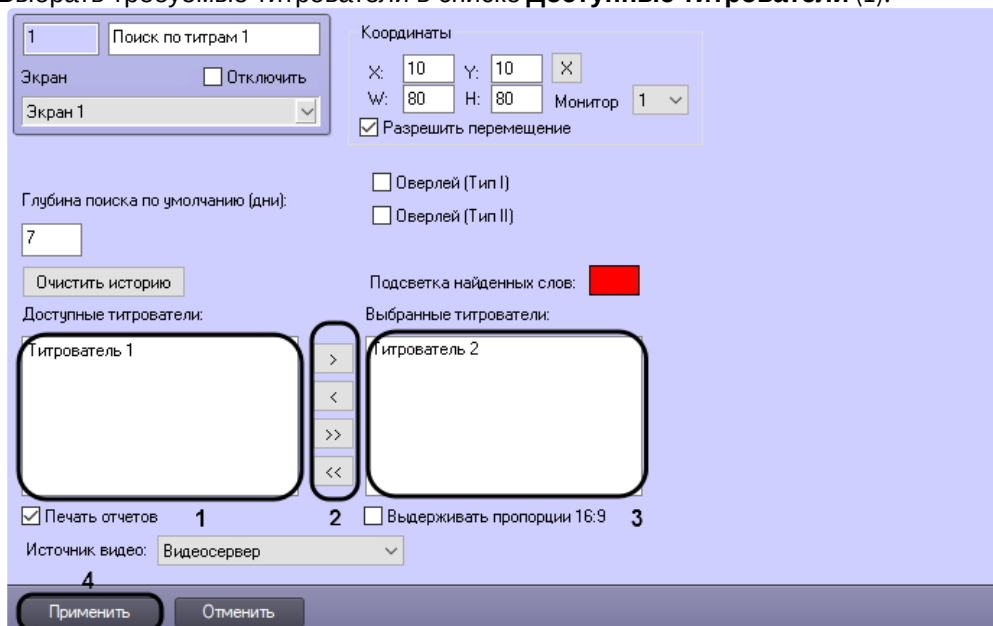 Выбрать требуемые титрователи в списке Доступные титрователи (1).
1 Поиск по титрам 1
Экран Отключить
Экран 1
Координаты
X: 10 Y: 10 X
W: 80 H: 80 Монитор 1
Разрешить перемещение
Оверлей (Тип I)
Глубина поиска по умолчанию (дни):
Оверлей (Тип II)
7
Очистить историю Подсветка найденных слов:
Доступные титрователи: Выбранные титрователи:
Титрователь 1 > Титрователь 2
<
>>
<<
Печать отчетов 1 2 Выдерживать пропорции 16:9 3
Источник видео: Видеосервер
4
Применить Отменить